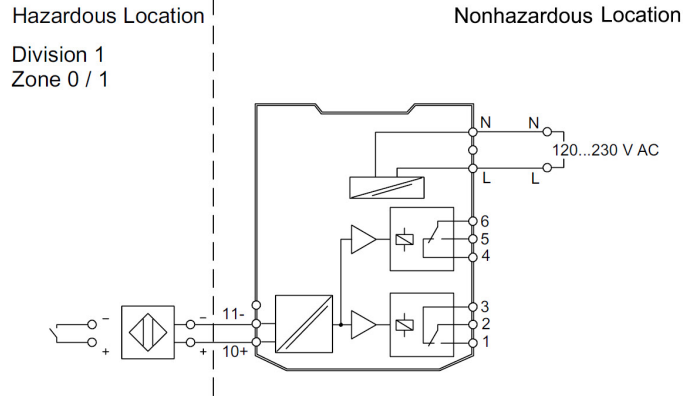 Hazardous Location
Nonhazardous Location
Division 1
Zone 0 / 1
N
N
120...230 V AC
L
L
6
5
4
3
2
1
11-
10+
−
−
+
+